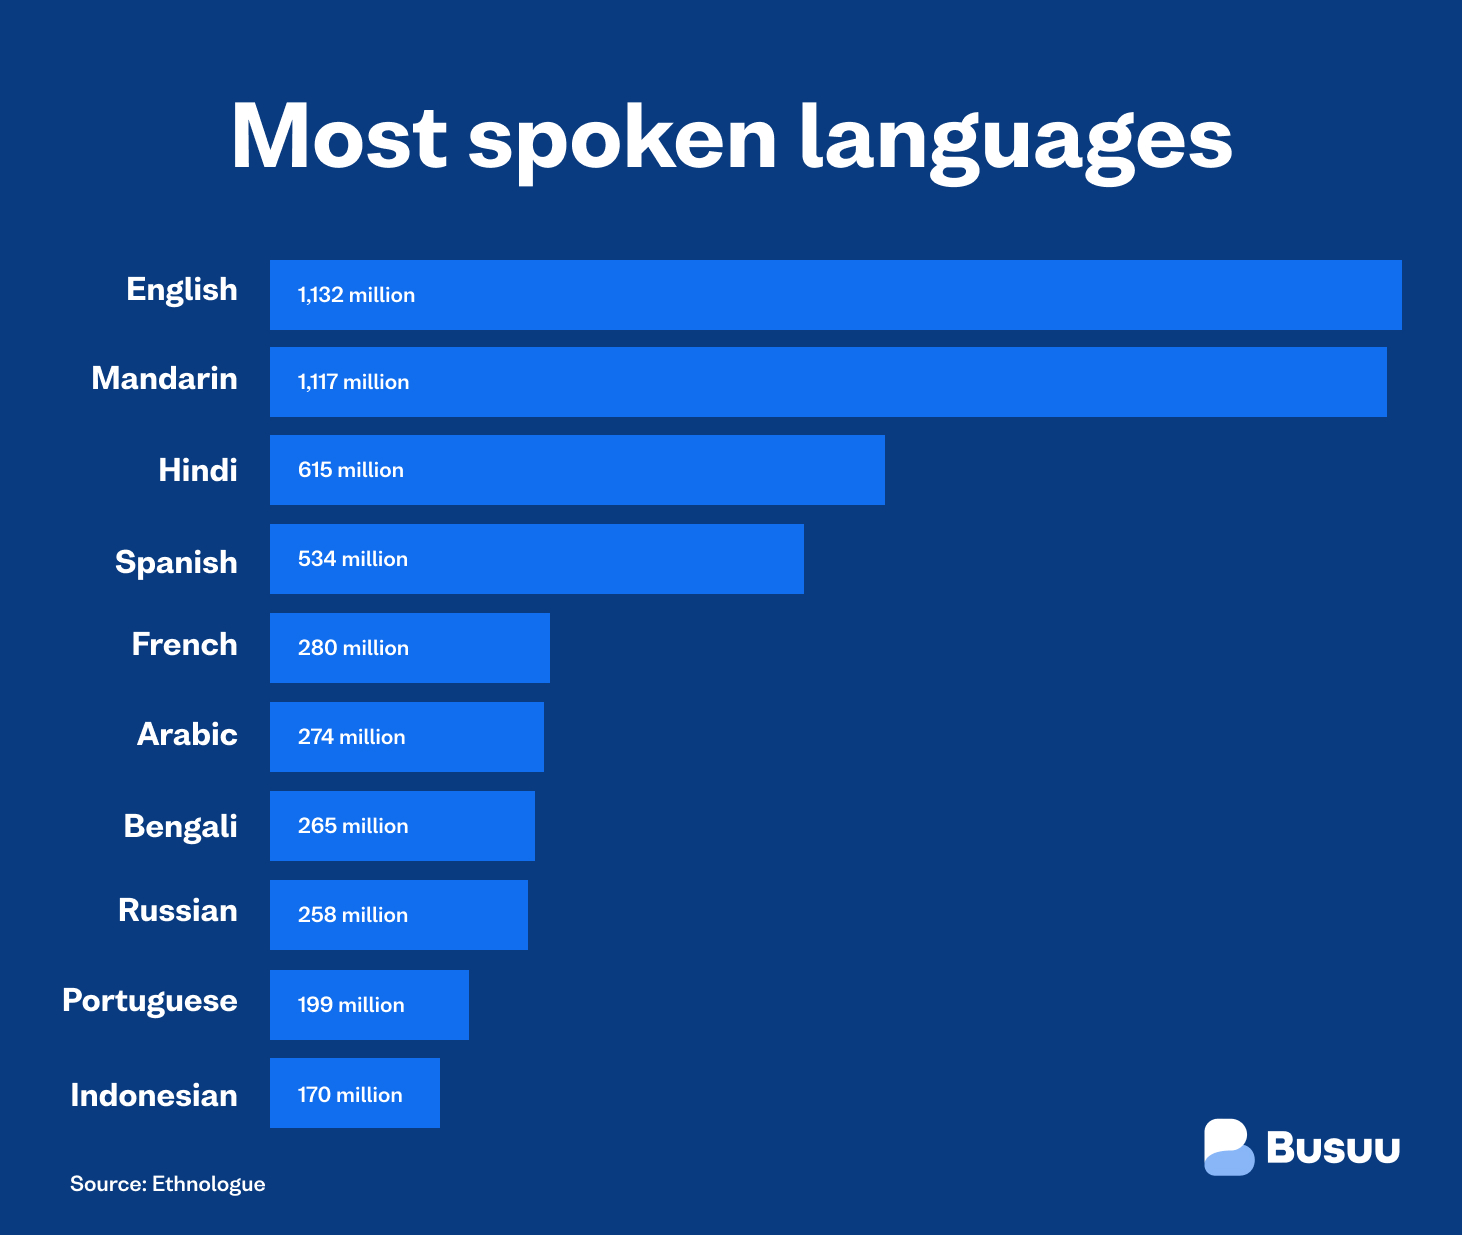 Most spoken languages
English
1,132 million
Mandarin
1,117 million
Hindi
615 million
Spanish
534 million
French
280 million
Arabic
274 million
Bengali
265 million
Russian
258 million
Portuguese
199 million
Indonesian
170 million
Source: Ethnologue
Busuu